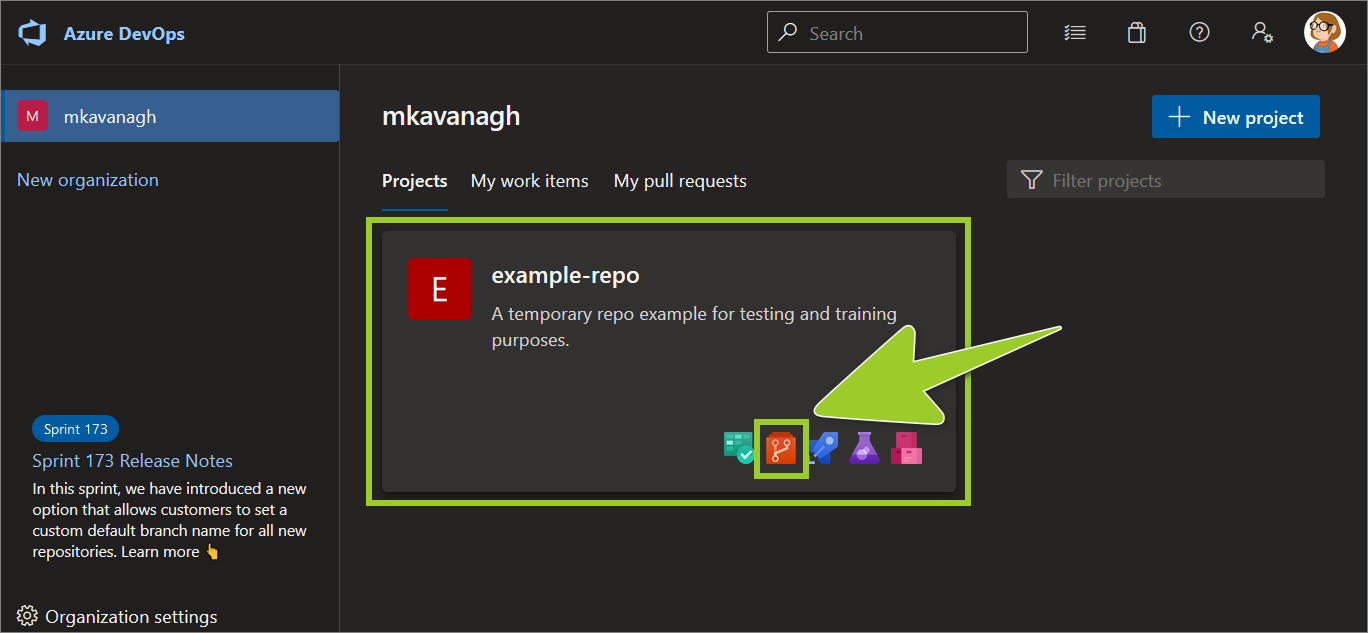 Azure DevOps
Search
M
mkavanagh
New organization
Sprint 173
Sprint 173 Release Notes
In this sprint, we have introduced a new
option that allows customers to set a
custom default branch name for all new
repositories. Learn more 👆
Organization settings
mkavanagh
New project
Projects
My work items
My pull requests
Filter projects
E
example-repo
A temporary repo example for testing and training
purposes.